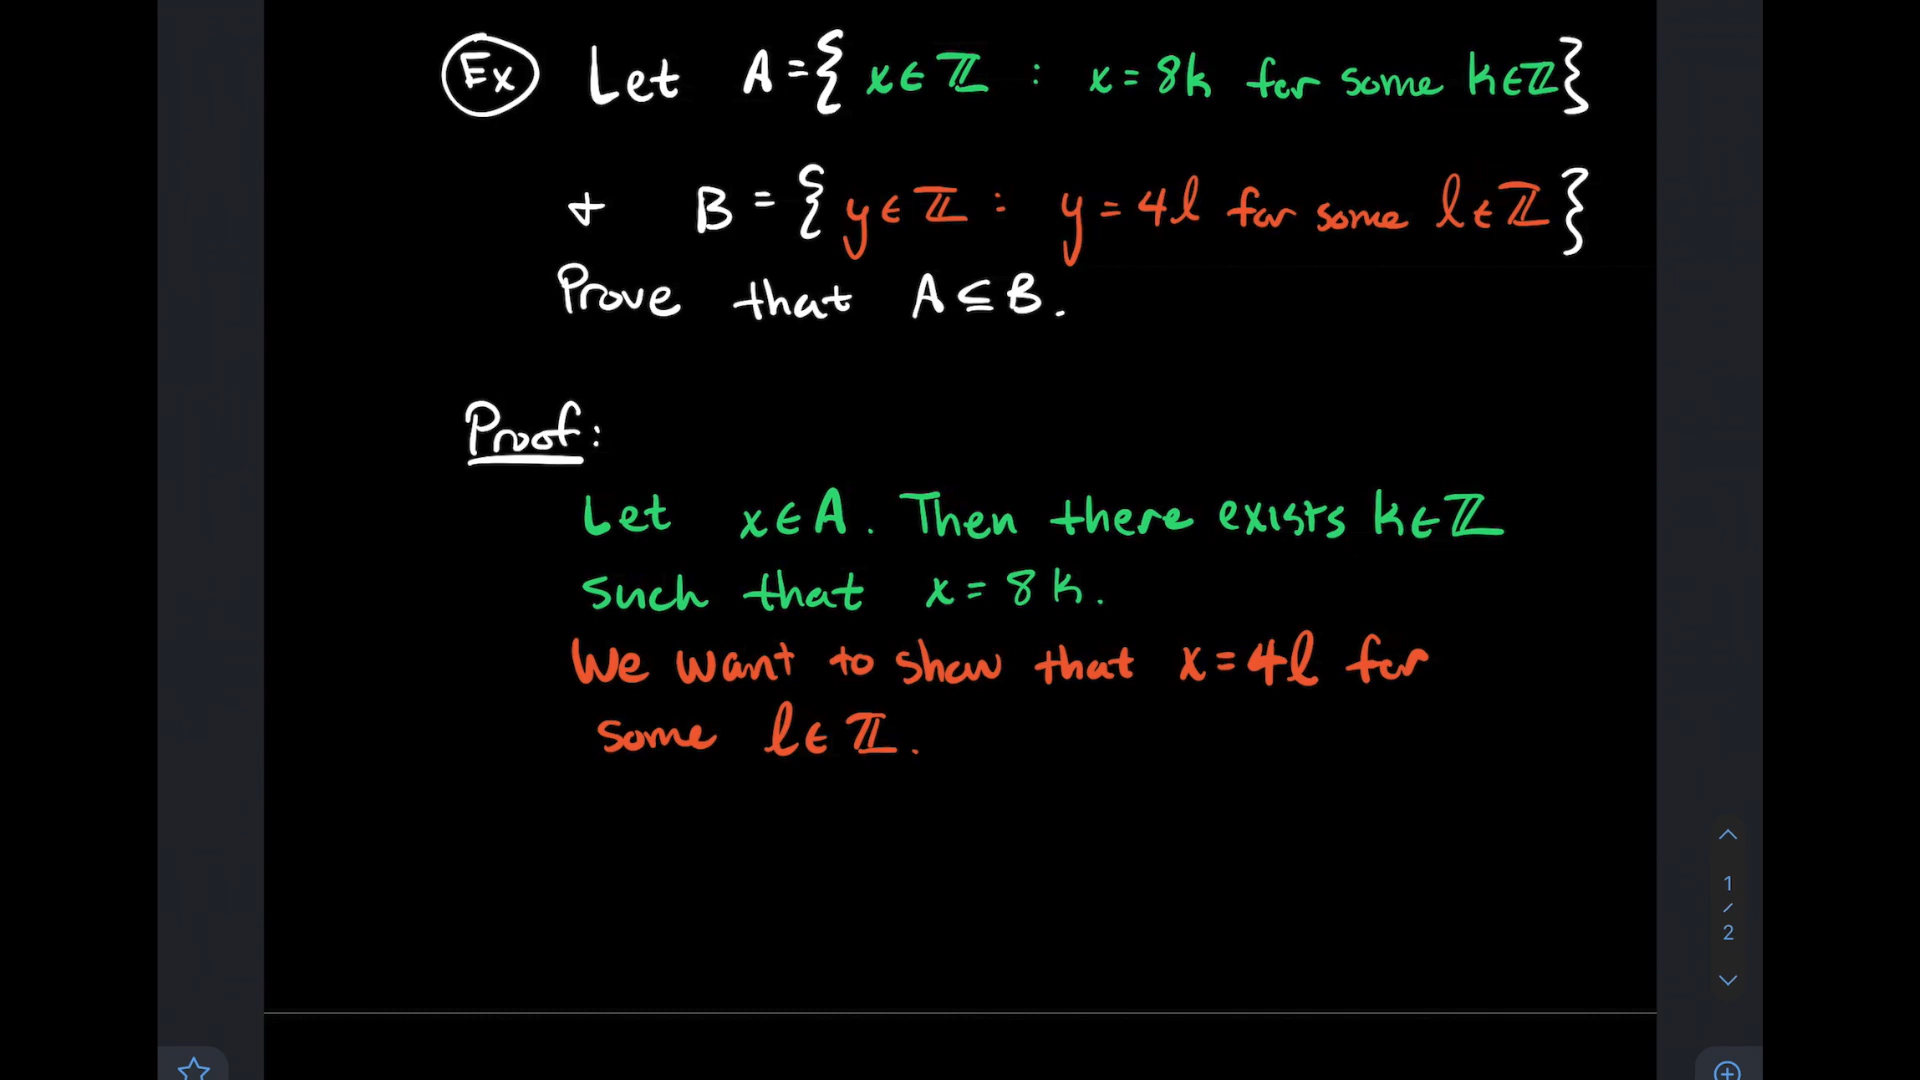 Ex Let A={ x∈ℤ : x=8k for some k∈ℤ}
+ B = { y∈ℤ : y=4l for some l∈ℤ }
Prove that A⊆B.
Proof:
Let x∈A. Then there exists k∈ℤ
such that x=8k.
We want to show that x=4l for
some l∈ℤ.
1
/
2